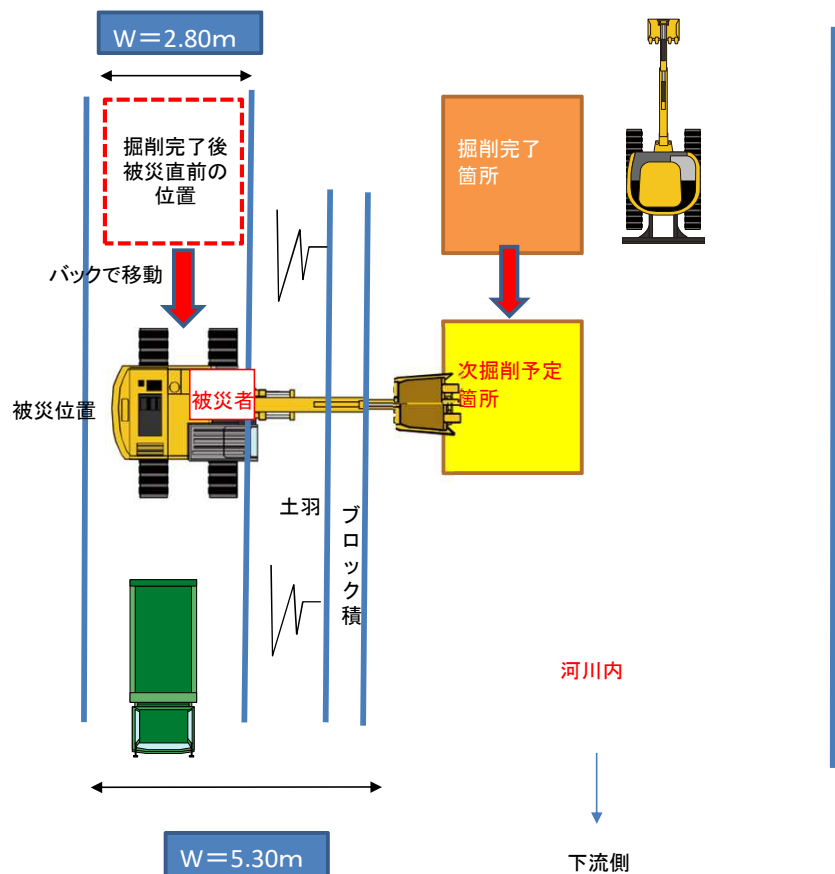 W＝2.80m
掘削完了後
被災直前の
位置
掘削完了
箇所
バックで移動
次掘削予定
箇所
被災者
被災位置
土羽
ブロック積
河川内
W＝5.30m
下流側